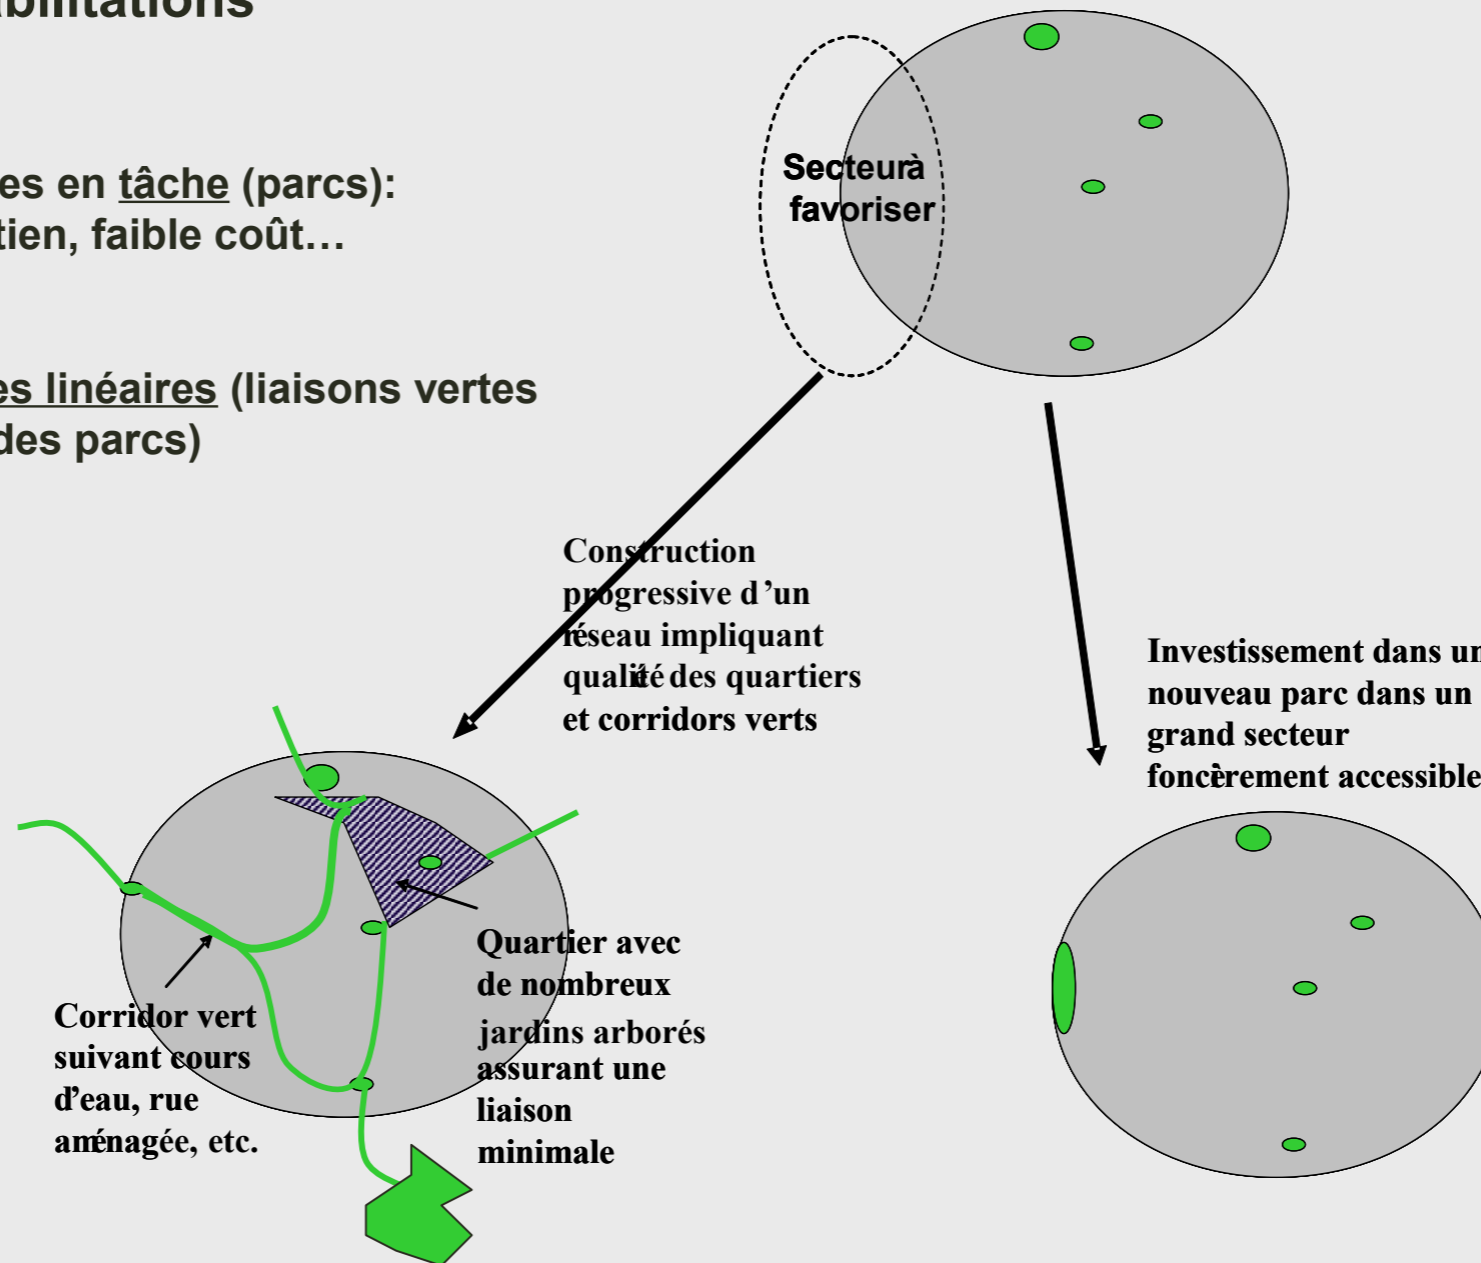 abilitations
es en tâche (parcs):
tien, faible coût…
es linéaires (liaisons vertes
des parcs)
Secteur à
favoriser
Construction
progressive d’un
réseau impliquant
qualité des quartiers
et corridors verts
Investissement dans un
nouveau parc dans un
grand secteur
foncèrement accessible
Quartier avec
de nombreux
jardins arborés
assurant une
liaison
minimale
Corridor vert
suivant cours
d’eau, rue
aménagée, etc.